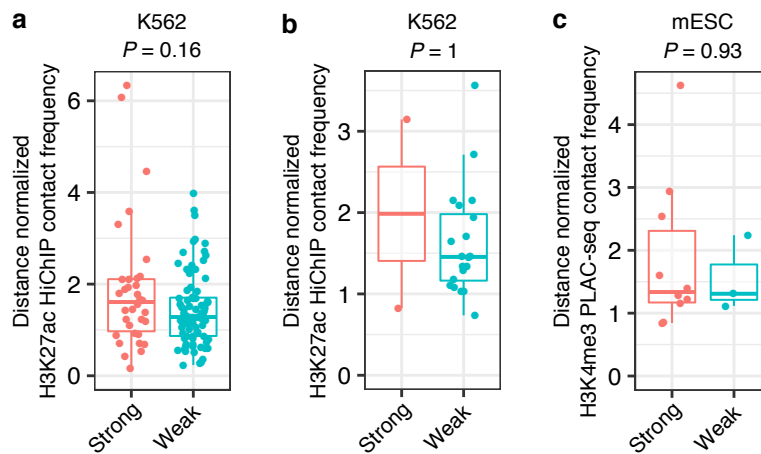 a
K562
P = 0.16
Distance normalized
H3K27ac HiChIP contact frequency
6
4
2
0
Strong
Weak
b
K562
P = 1
Distance normalized
H3K27ac HiChIP contact frequency
3
2
1
0
Strong
Weak
c
mESC
P = 0.93
Distance normalized
H3K4me3 PLAC-seq contact frequency
4
3
2
1
0
Strong
Weak